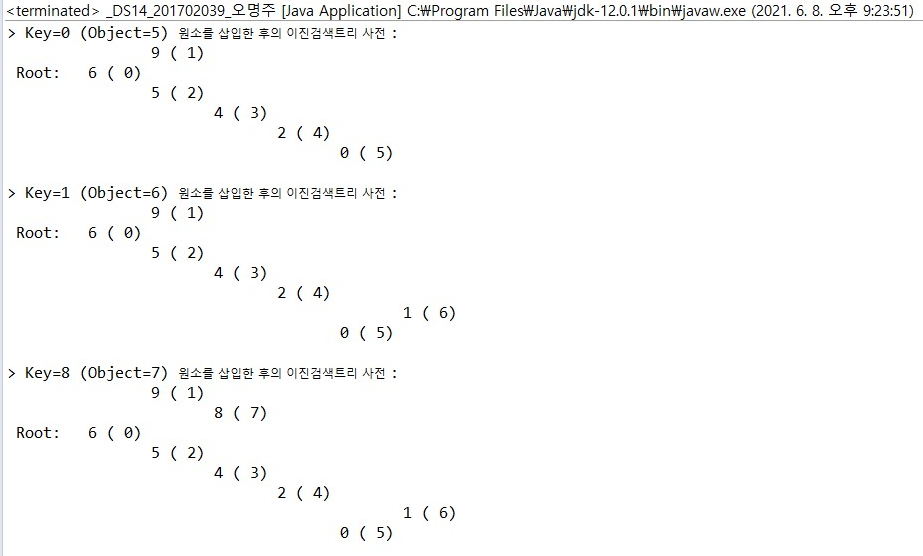 <terminated> _DS14_201702039_오명주 [Java Application] C:₩Program Files₩Java₩jdk-12.0.1₩bin₩javaw.exe (2021. 6. 8. 오후 9:23:51)
> Key=0 (Object=5) 원소를 삽입한 후의 이진검색트리 사전 :
9 ( 1)
Root: 6 ( 0)
5 ( 2)
4 ( 3)
2 ( 4)
0 ( 5)
> Key=1 (Object=6) 원소를 삽입한 후의 이진검색트리 사전 :
9 ( 1)
Root: 6 ( 0)
5 ( 2)
4 ( 3)
2 ( 4)
1 ( 6)
0 ( 5)
> Key=8 (Object=7) 원소를 삽입한 후의 이진검색트리 사전 :
9 ( 1)
8 ( 7)
Root: 6 ( 0)
5 ( 2)
4 ( 3)
2 ( 4)
1 ( 6)
0 ( 5)